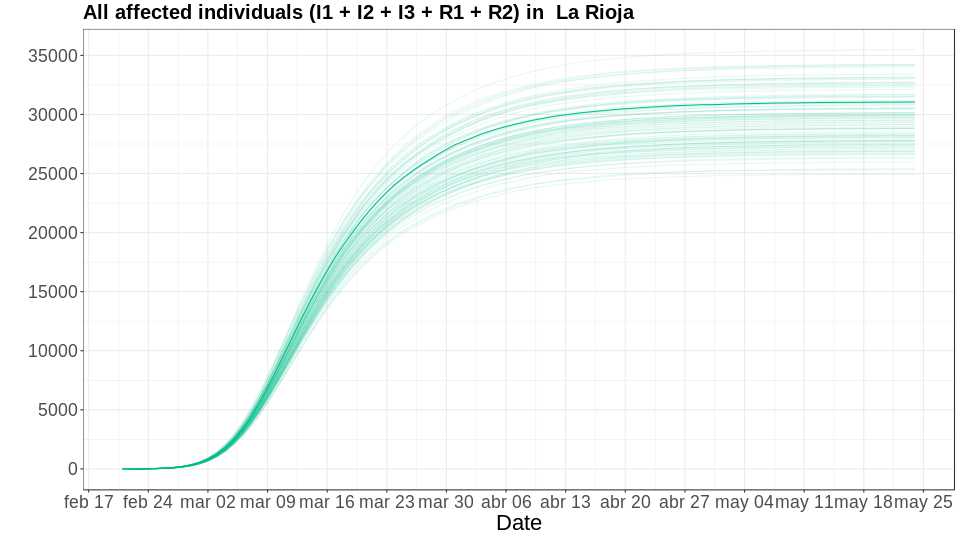 All affected individuals (I1 + I2 + I3 + R1 + R2) in  La Rioja
35000
30000
25000
20000
15000
10000
5000
0
feb 17 feb 24 mar 02 mar 09 mar 16 mar 23 mar 30 abr 06 abr 13 abr 20 abr 27 may 04 may 11 may 18 may 25
Date